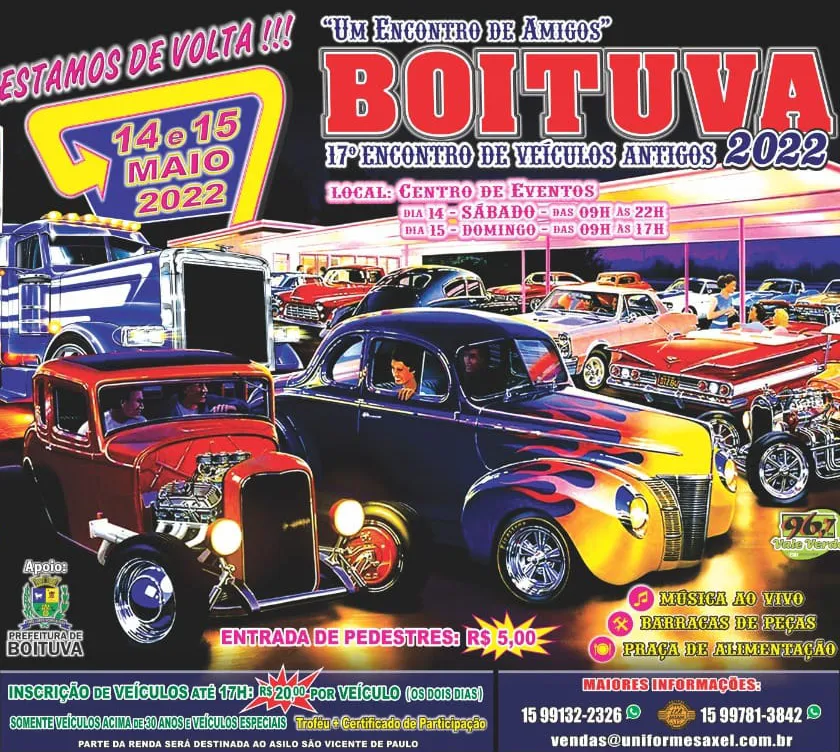 ESTAMOS DE VOLTA !!!
14 e 15
MAIO
2022
"UM ENCONTRO DE AMIGOS"
BOITUVA
17º ENCONTRO DE VEÍCULOS ANTIGOS 2022
LOCAL: CENTRO DE EVENTOS
DIA 14 - SÁBADO - DAS 09H ÀS 22H
DIA 15 - DOMINGO - DAS 09H ÀS 17H
96.1
Vale Verde
FM
Apoio:
PREFEITURA DE
BOITUVA
MÚSICA AO VIVO
BARRACAS DE PEÇAS
PRAÇA DE ALIMENTAÇÃO
ENTRADA DE PEDESTRES: R$ 5,00
INSCRIÇÃO DE VEÍCULOS ATÉ 17H: R$ 20,00 POR VEÍCULO (OS DOIS DIAS)
SOMENTE VEÍCULOS ACIMA DE 30 ANOS E VEÍCULOS ESPECIAIS Troféu + Certificado de Participação
PARTE DA RENDA SERÁ DESTINADA AO ASILO SÃO VICENTE DE PAULO
MAIORES INFORMAÇÕES:
15 99132-2326 15 99781-3842
vendas@uniformesaxel.com.br